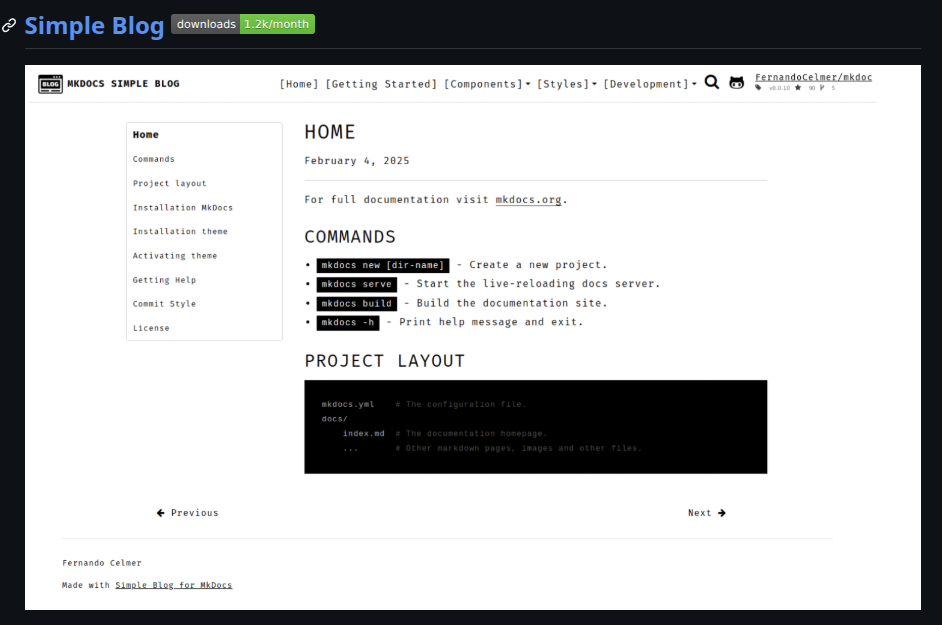 Simple Blog downloads 1.2k/month
BLOG MKDOCS SIMPLE BLOG [Home] [Getting Started] [Components] [Styles] [Development] FernandoCelmer/mkdoc
v0.0.10 90 5
Home
Commands
Project layout
Installation MkDocs
Installation theme
Activating theme
Getting Help
Commit Style
License
HOME
February 4, 2025
For full documentation visit mkdocs.org.
COMMANDS
• mkdocs new [dir-name] - Create a new project.
• mkdocs serve - Start the live-reloading docs server.
• mkdocs build - Build the documentation site.
• mkdocs -h - Print help message and exit.
PROJECT LAYOUT
mkdocs.yml # The configuration file.
docs/
index.md # The documentation homepage.
... # Other markdown pages, images and other files.
Previous Next
Fernando Celmer
Made with Simple Blog for MkDocs